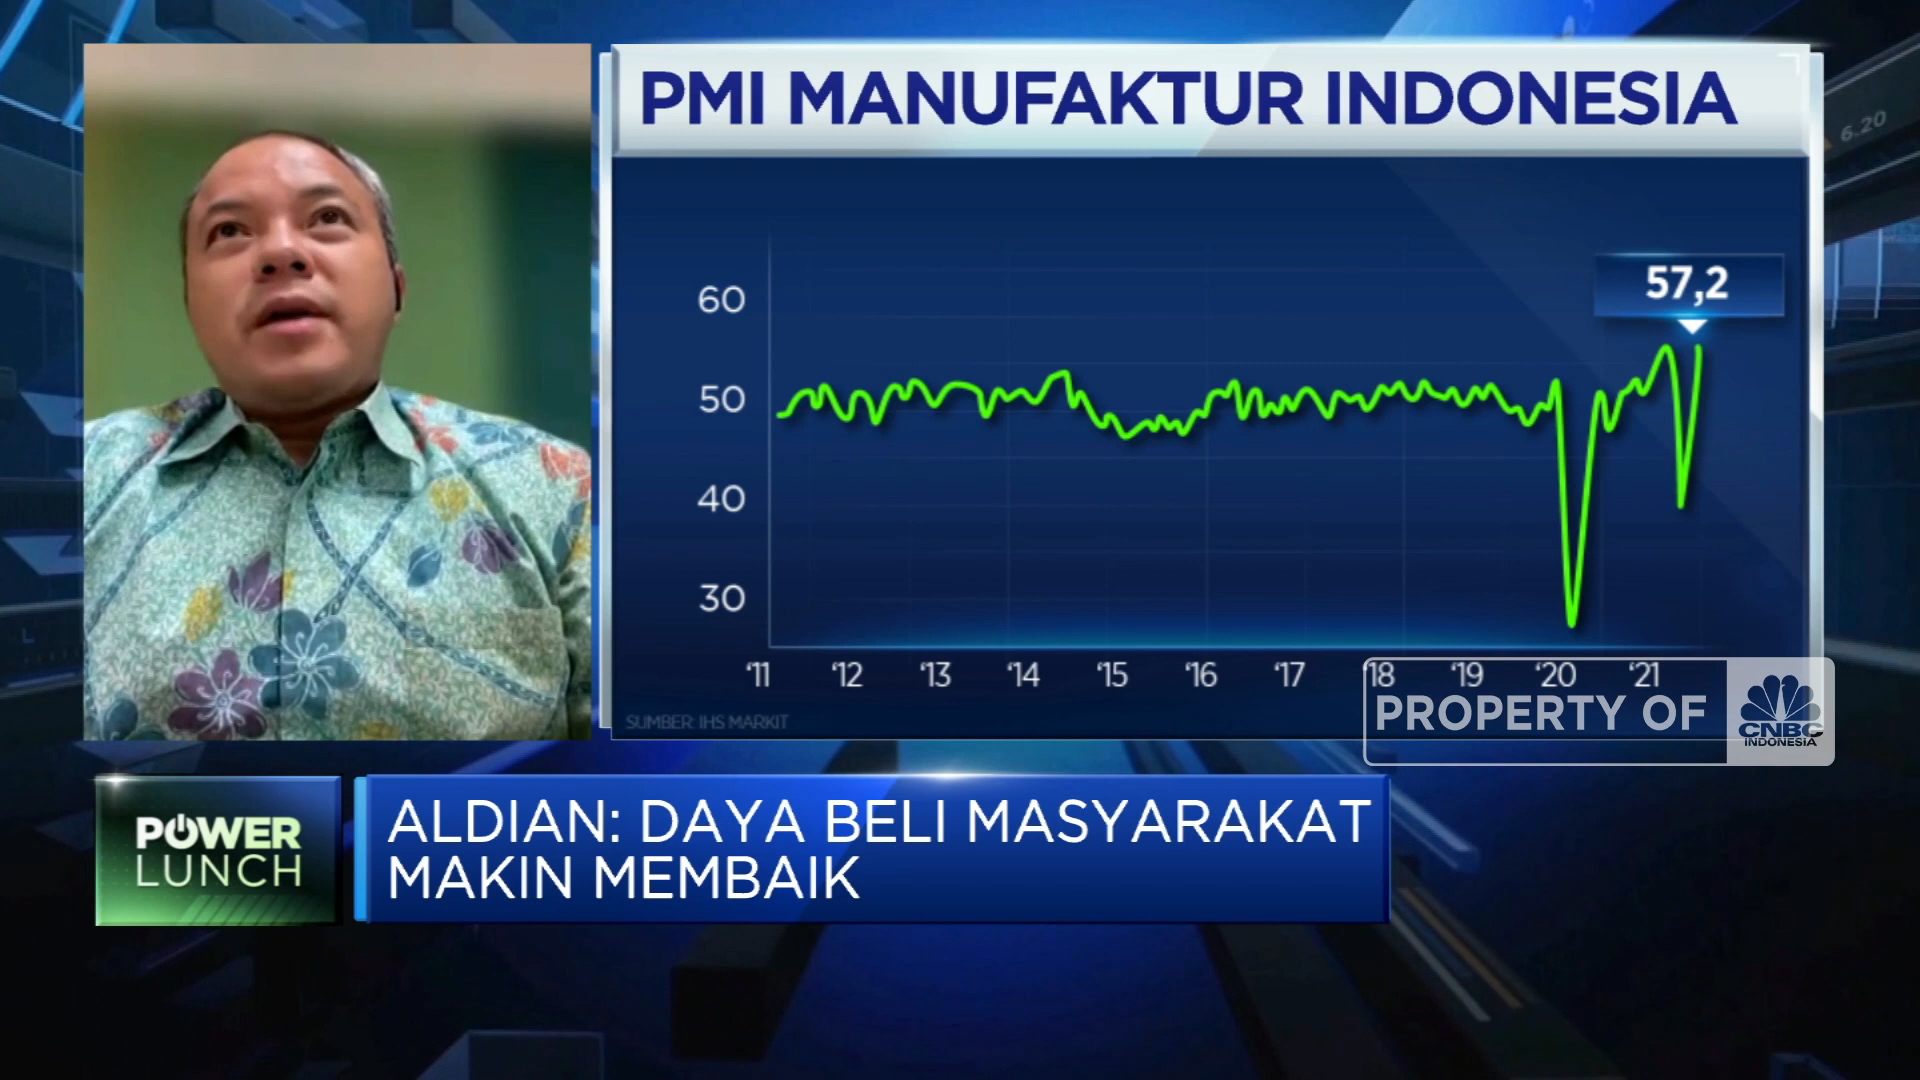 PMI MANUFAKTUR INDONESIA
6.20
57,2
60
50
40
30
'11 '12 '13 '14 '15 '16 '17 '18 '19 '20 '21
SUMBER: IHS MARKIT
PROPERTY OF
CNBC
INDONESIA
POWER
LUNCH
ALDIAN: DAYA BELI MASYARAKAT
MAKIN MEMBAIK